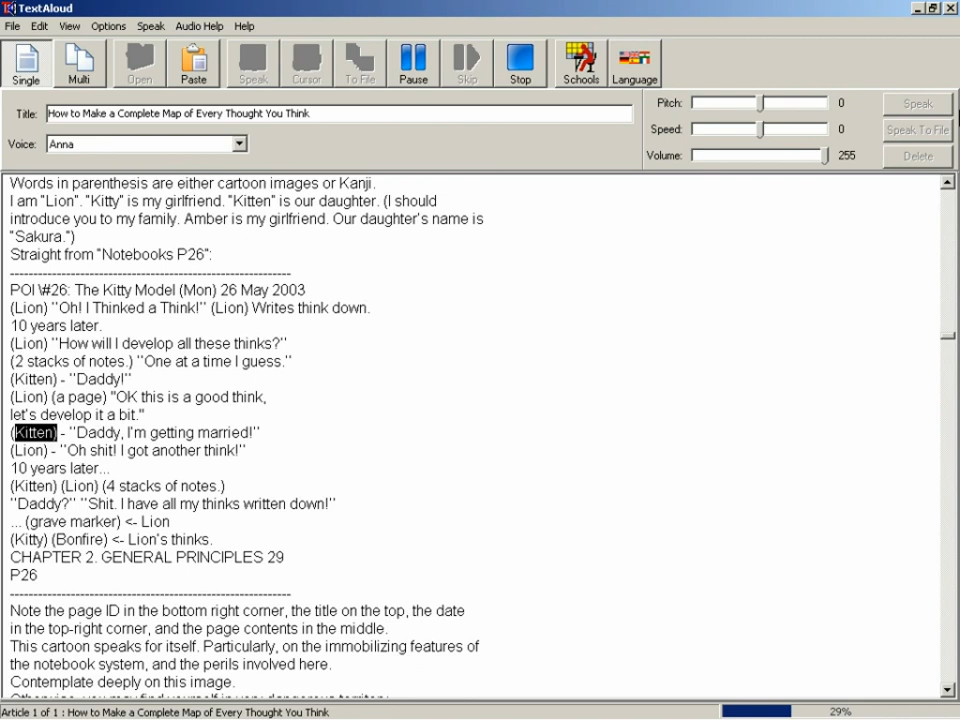 TextAloud
File Edit View Options Speak Audio Help Help
Single Multi Open Paste Speak Cursor To File Pause Skip Stop Schools Language
Title: How to Make a Complete Map of Every Thought You Think
Voice: Anna
Pitch: 0
Speed: 0
Volume: 255
Speak
Speak To File
Delete
Words in parenthesis are either cartoon images or Kanji.
I am "Lion". "Kitty" is my girlfriend. "Kitten" is our daughter. (I should
introduce you to my family. Amber is my girlfriend. Our daughter's name is
"Sakura.")
Straight from "Notebooks P26":
------------------------------------------------------------
POI \#26: The Kitty Model (Mon) 26 May 2003
(Lion) ''Oh! I Thinked a Think!'' (Lion) Writes think down.
10 years later.
(Lion) ''How will I develop all these thinks?''
(2 stacks of notes.) ''One at a time I guess.''
(Kitten) - ''Daddy!''
(Lion) (a page) "OK this is a good think,
let's develop it a bit."
(Kitten) - ''Daddy, I'm getting married!''
(Lion) - ''Oh shit! I got another think!''
10 years later...
(Kitten) (Lion) (4 stacks of notes.)
''Daddy?'' ''Shit. I have all my thinks written down!''
... (grave marker) <- Lion
(Kitty) (Bonfire) <- Lion's thinks.
CHAPTER 2. GENERAL PRINCIPLES 29
P26
------------------------------------------------------------
Note the page ID in the bottom right corner, the title on the top, the date
in the top-right corner, and the page contents in the middle.
This cartoon speaks for itself. Particularly, on the immobilizing features of
the notebook system, and the perils involved here.
Contemplate deeply on this image.
Otherwise, you may find yourself in very dangerous territory.
Article 1 of 1 : How to Make a Complete Map of Every Thought You Think
29%